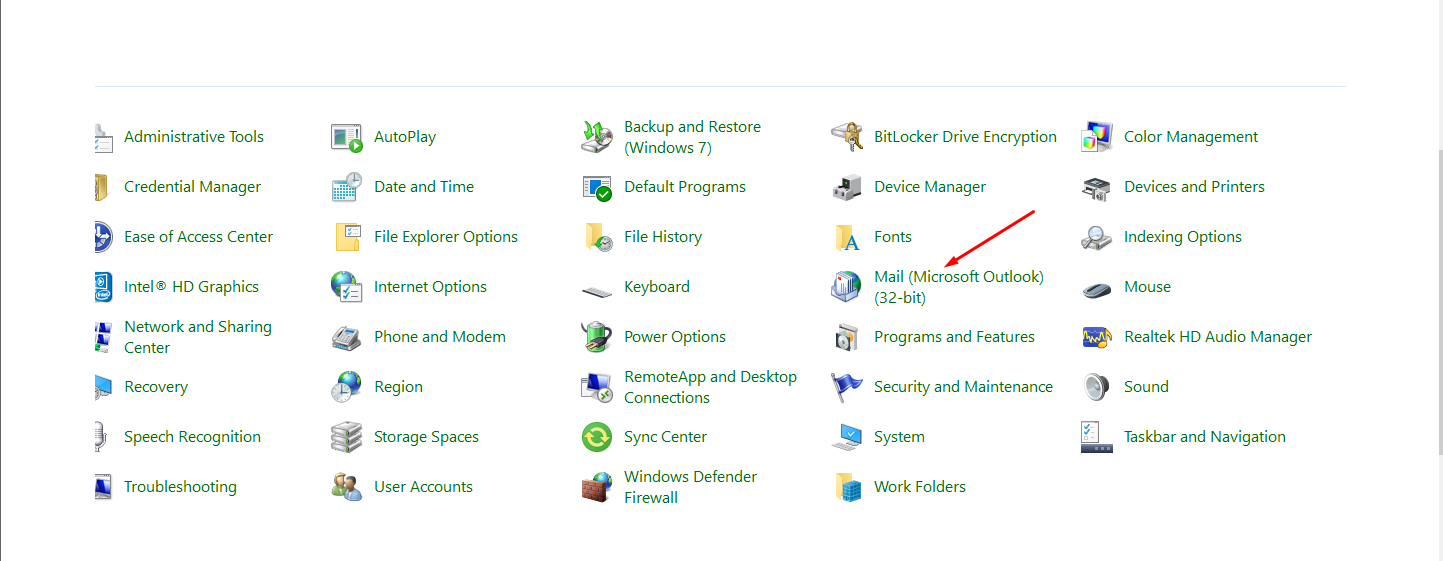 Administrative Tools
AutoPlay
Backup and Restore
(Windows 7)
BitLocker Drive Encryption
Color Management
Credential Manager
Date and Time
Default Programs
Device Manager
Devices and Printers
Ease of Access Center
File Explorer Options
File History
Fonts
Indexing Options
Intel® HD Graphics
Internet Options
Keyboard
Mail (Microsoft Outlook)
(32-bit)
Mouse
Network and Sharing
Center
Phone and Modem
Power Options
Programs and Features
Realtek HD Audio Manager
Recovery
Region
RemoteApp and Desktop
Connections
Security and Maintenance
Sound
Speech Recognition
Storage Spaces
Sync Center
System
Taskbar and Navigation
Troubleshooting
User Accounts
Windows Defender
Firewall
Work Folders